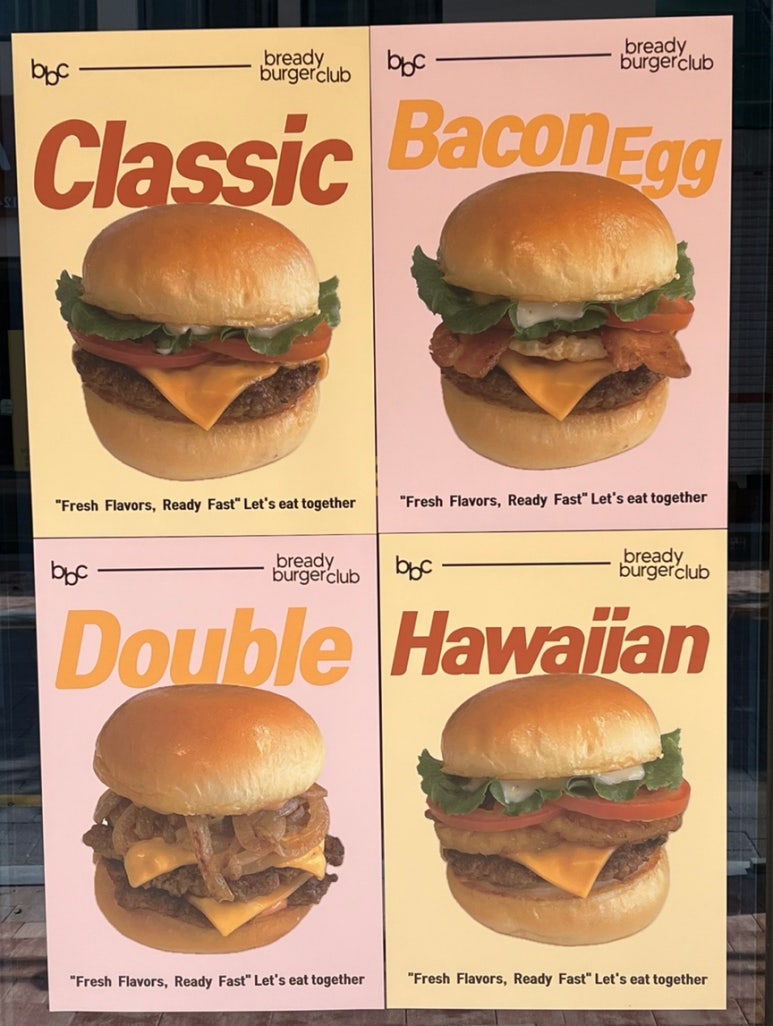 bbc
bready
burgerclub
Classic
"Fresh Flavors, Ready Fast" Let's eat together
bbc
bready
burgerclub
Bacon Egg
"Fresh Flavors, Ready Fast" Let's eat together
bbc
bready
burgerclub
Double
"Fresh Flavors, Ready Fast" Let's eat together
bbc
bready
burgerclub
Hawaiian
"Fresh Flavors, Ready Fast" Let's eat together